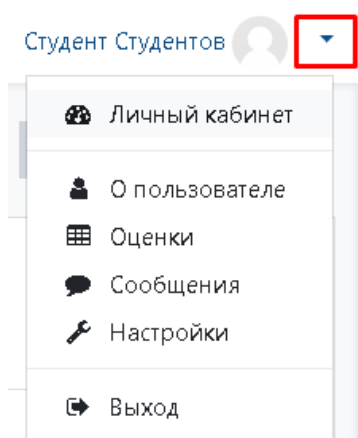 Студент Студентов
Личный кабинет
О пользователе
Оценки
Сообщения
Настройки
Выход